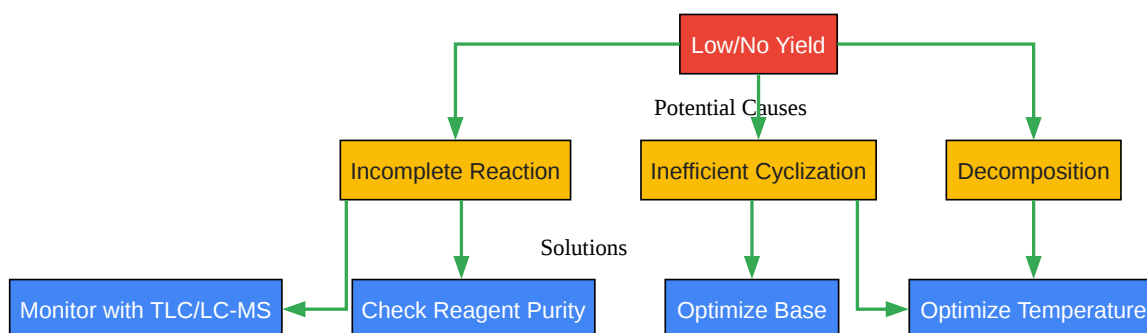 Low/No Yield
Potential Causes
Incomplete Reaction
Inefficient Cyclization
Decomposition
Solutions
Monitor with TLC/LC-MS
Check Reagent Purity
Optimize Base
Optimize Temperature